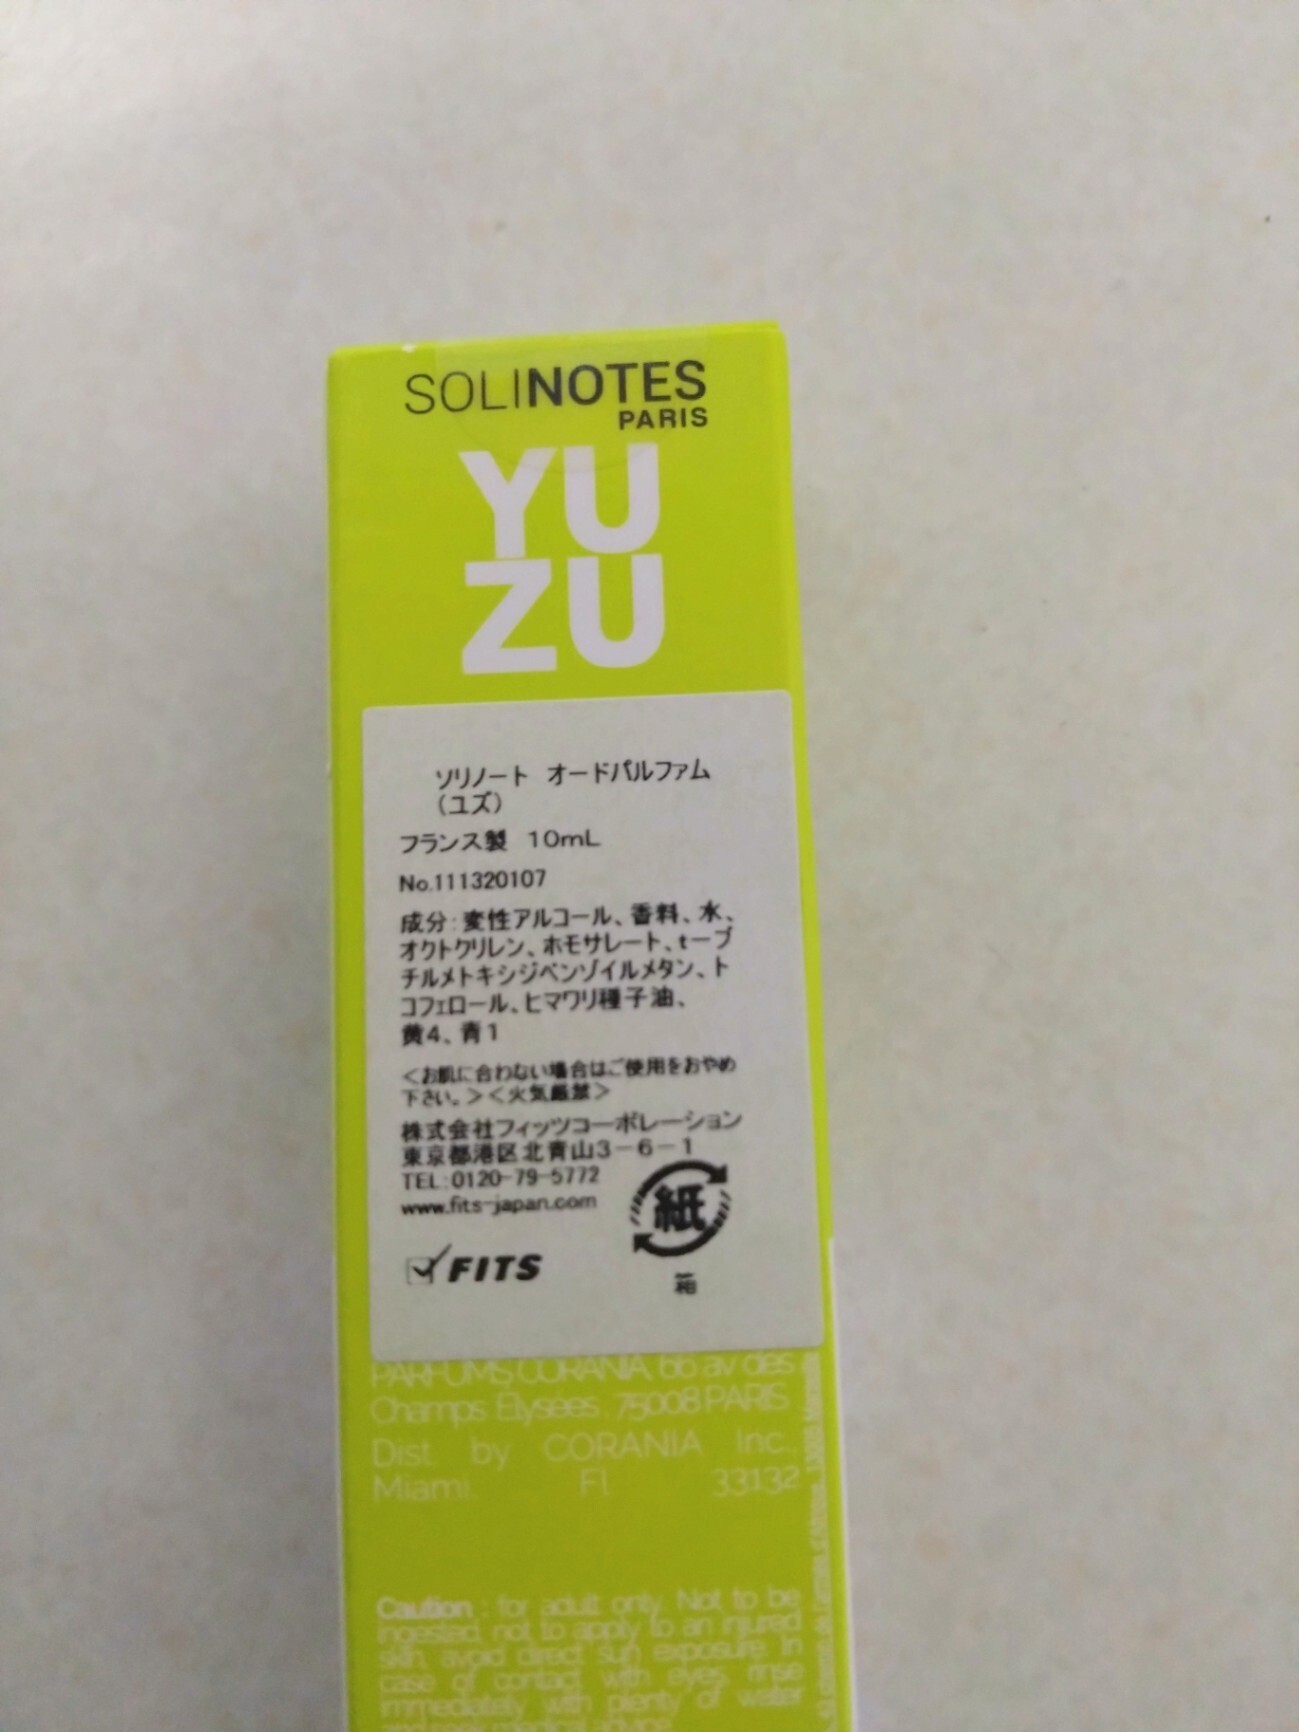 SOLINOTES
PARIS
YU
ZU
ソリノート オードパルファム
(ユズ)
フランス製 10mL
No.111320107
成分:変性アルコール、香料、水、
オクトクリレン、ホモサレート、t-ブ
チルメトキシジベンゾイルメタン、ト
コフェロール、ヒマワリ種子油、
黄4、青1
<お肌に合わない場合はご使用をおやめ
下さい。><火気厳禁>
株式会社フィッツコーポレーション
東京都港区北青山3-6-1
TEL:0120-79-5772
www.fits-japan.com
紙
箱
FITS
PARFUMS CORANIA, 66 av des
Champs Elysees, 75008 PARIS
Dist. by CORANIA Inc.,
Miami, Fl 33132
Caution : for adult only. Not to be
ingested, not to apply to an injured
skin, avoid direct sun exposure. In
case of contact with eyes, rinse
immediately with plenty of water
and seek medical advice